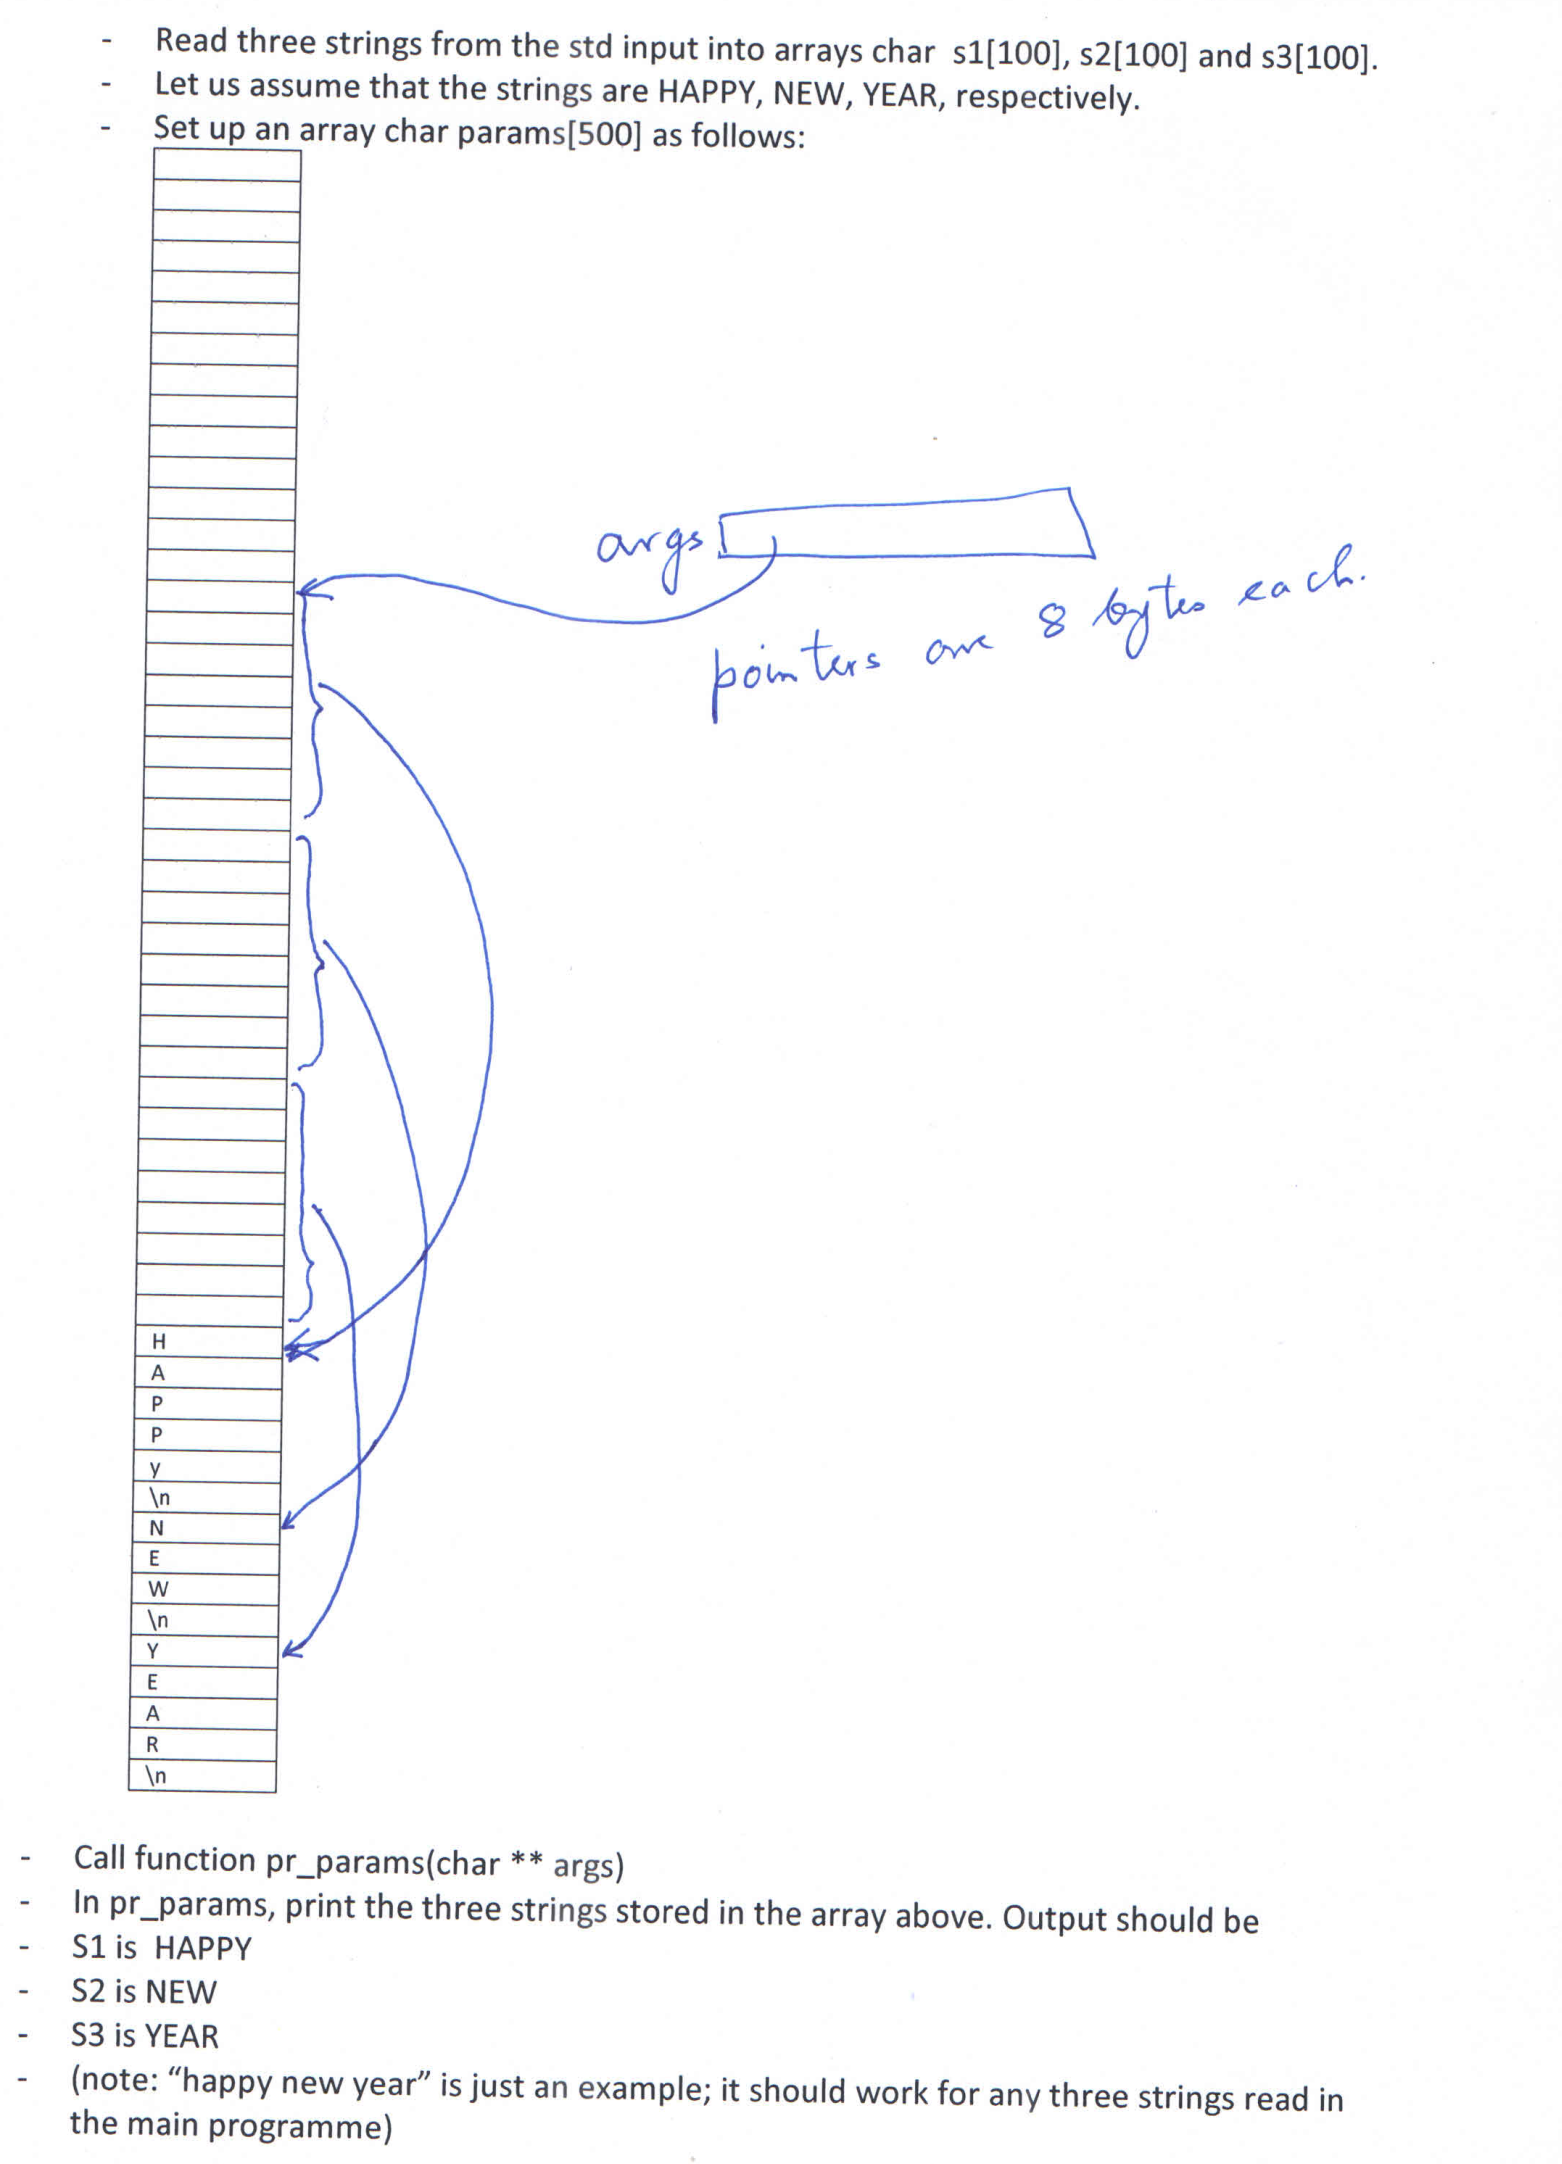 - Read three strings from the std input into arrays char s1[100], s2[100] and s3[100].
- Let us assume that the strings are HAPPY, NEW, YEAR, respectively.
- Set up an array char params[500] as follows:
args
pointers are 8 bytes each.
H
A
P
P
y
\n
N
E
W
\n
Y
E
A
R
\n
- Call function pr_params(char ** args)
- In pr_params, print the three strings stored in the array above. Output should be
- S1 is HAPPY
- S2 is NEW
- S3 is YEAR
- (note: “happy new year” is just an example; it should work for any three strings read in
the main programme)